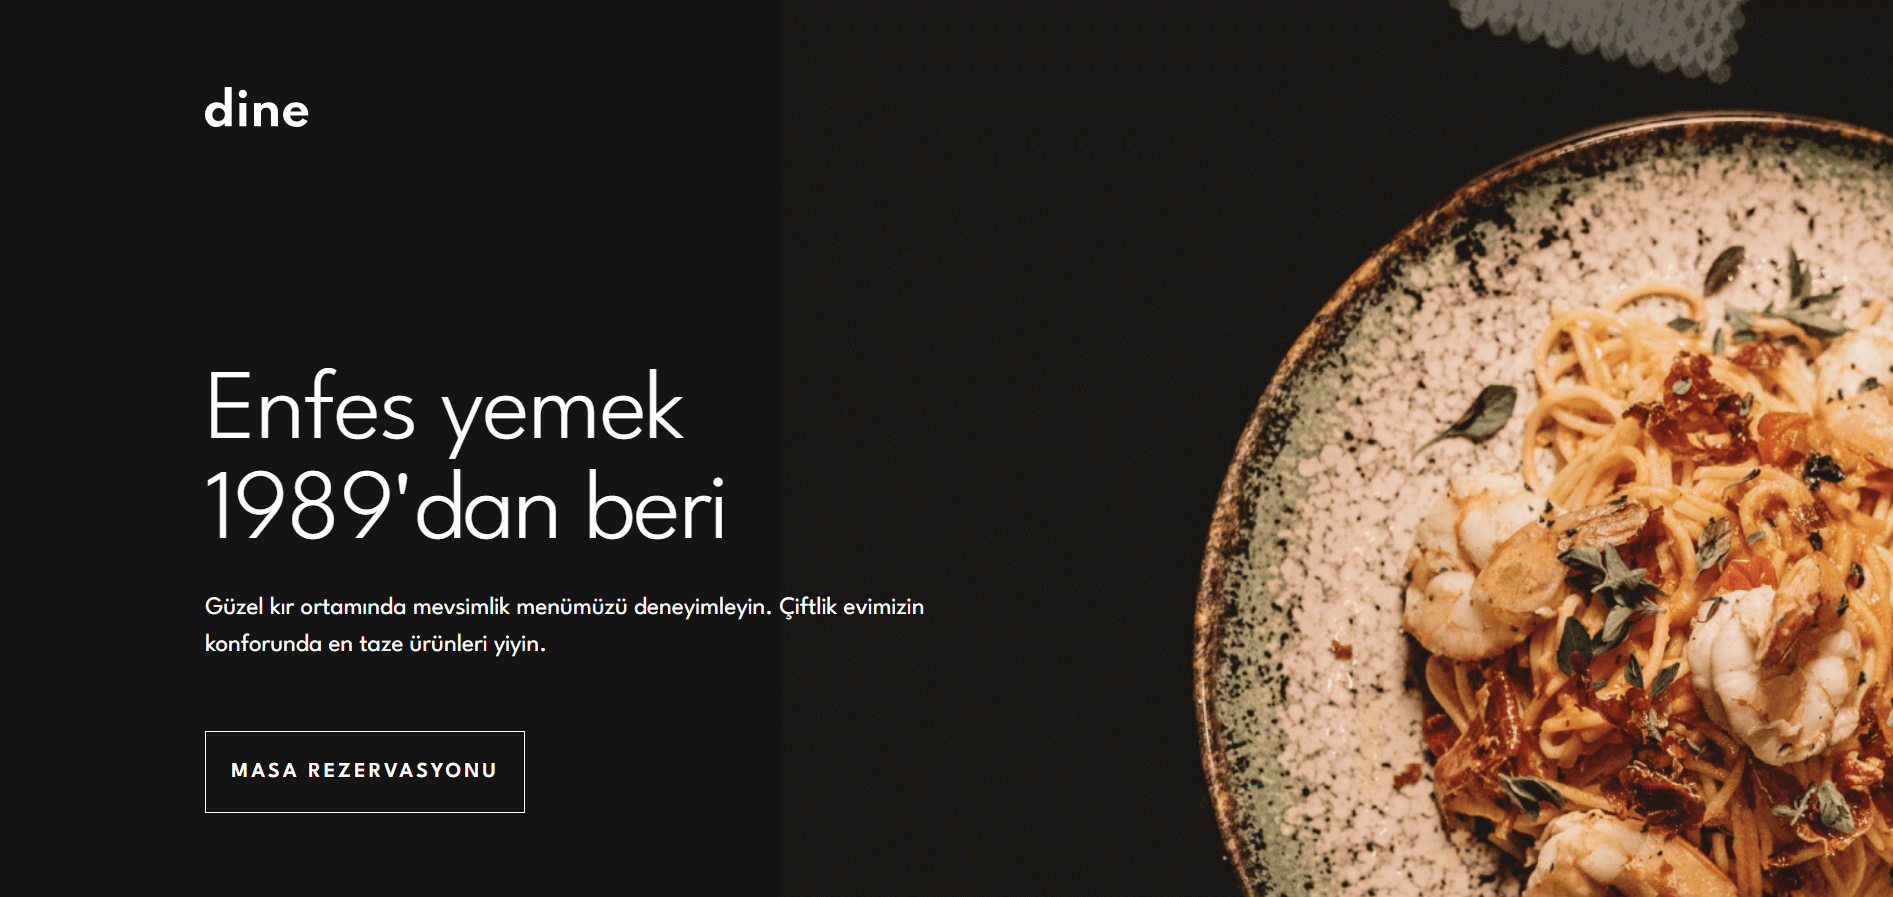 dine
Enfes yemek
1989'dan beri
Güzel kır ortamında mevsimlik menümüzü deneyimleyin. Çiftlik evimizin
konforunda en taze ürünleri yiyin.
MASA REZERVASYONU